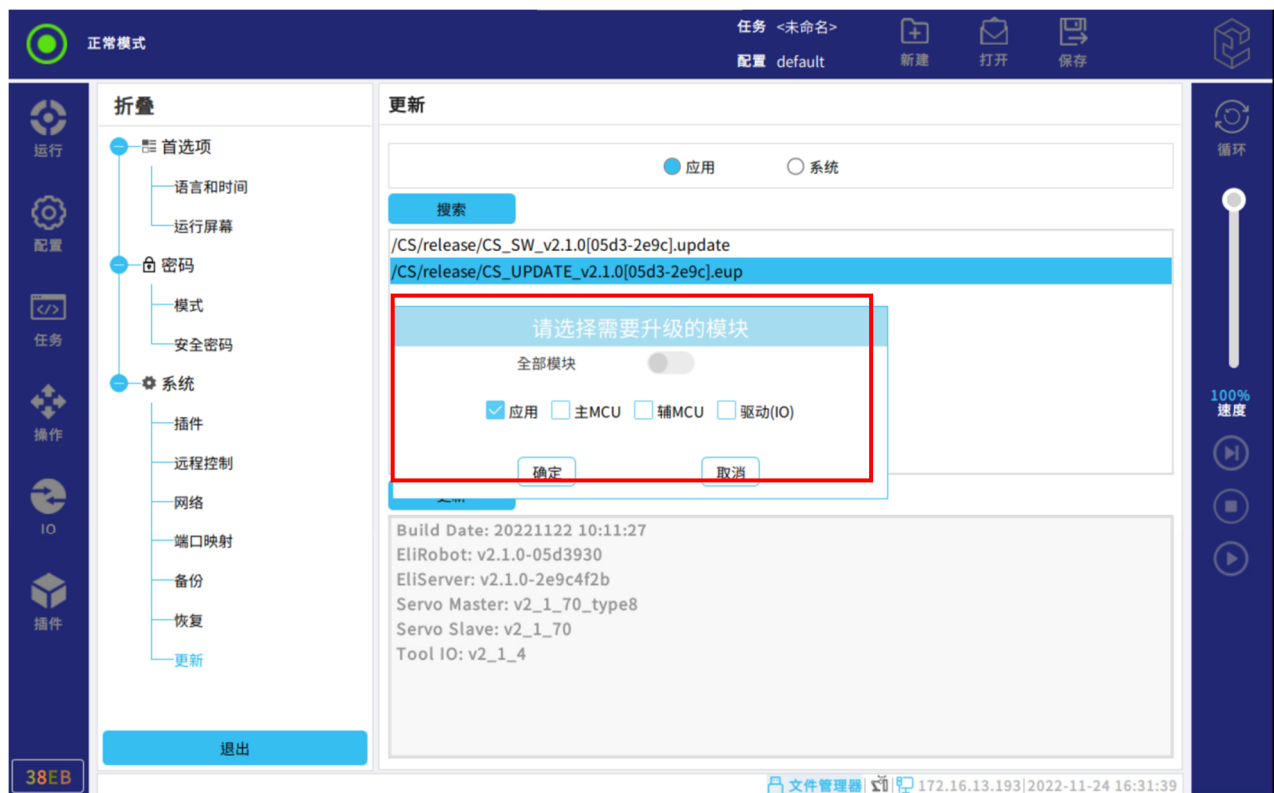 正常模式
任务 <未命名>
配置 default
新建
打开
保存
运行
配置
任务
操作
IO
插件
38EB
折叠
首选项
语言和时间
运行屏幕
密码
模式
安全密码
系统
插件
远程控制
网络
端口映射
备份
恢复
更新
退出
更新
应用 系统
搜索
/CS/release/CS_SW_v2.1.0[05d3-2e9c].update
/CS/release/CS_UPDATE_v2.1.0[05d3-2e9c].eup
请选择需要升级的模块
全部模块
应用 主MCU 辅MCU 驱动(IO)
确定 取消
Build Date: 20221122 10:11:27
EliRobot: v2.1.0-05d3930
EliServer: v2.1.0-2e9c4f2b
Servo Master: v2_1_70_type8
Servo Slave: v2_1_70
Tool IO: v2_1_4
循环
100%
速度
文件管理器 172.16.13.193|2022-11-24 16:31:39